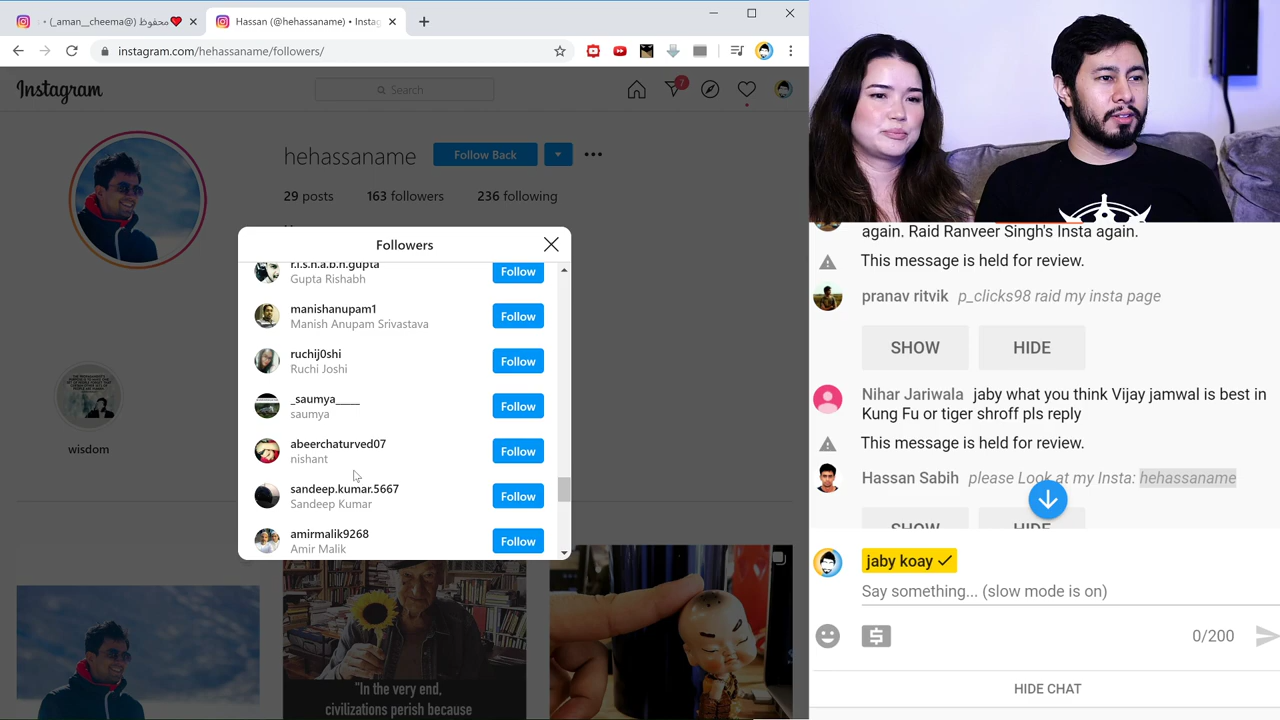 محفوظ (@_aman__cheema_) •
Hassan (@hehassaname) • Instag
instagram.com/hehassaname/followers/
Instagram
Search
7
hehassaname
Follow Back
29 posts
163 followers
236 following
Followers
r.i.s.h.a.b.h.gupta
Gupta Rishabh
Follow
manishanupam1
Manish Anupam Srivastava
Follow
ruchij0shi
Ruchi Joshi
Follow
_saumya_____
saumya
Follow
abeerchaturved07
nishant
Follow
sandeep.kumar.5667
Sandeep Kumar
Follow
amirmalik9268
Amir Malik
Follow
wisdom
"In the very end,
civilizations perish because
again. Raid Ranveer Singh's Insta again.
This message is held for review.
pranav ritvik p_clicks98 raid my insta page
SHOW HIDE
Nihar Jariwala jaby what you think Vijay jamwal is best in
Kung Fu or tiger shroff pls reply
This message is held for review.
Hassan Sabih please Look at my Insta: hehassaname
SHOW HIDE
jaby koay
Say something... (slow mode is on)
0/200
HIDE CHAT